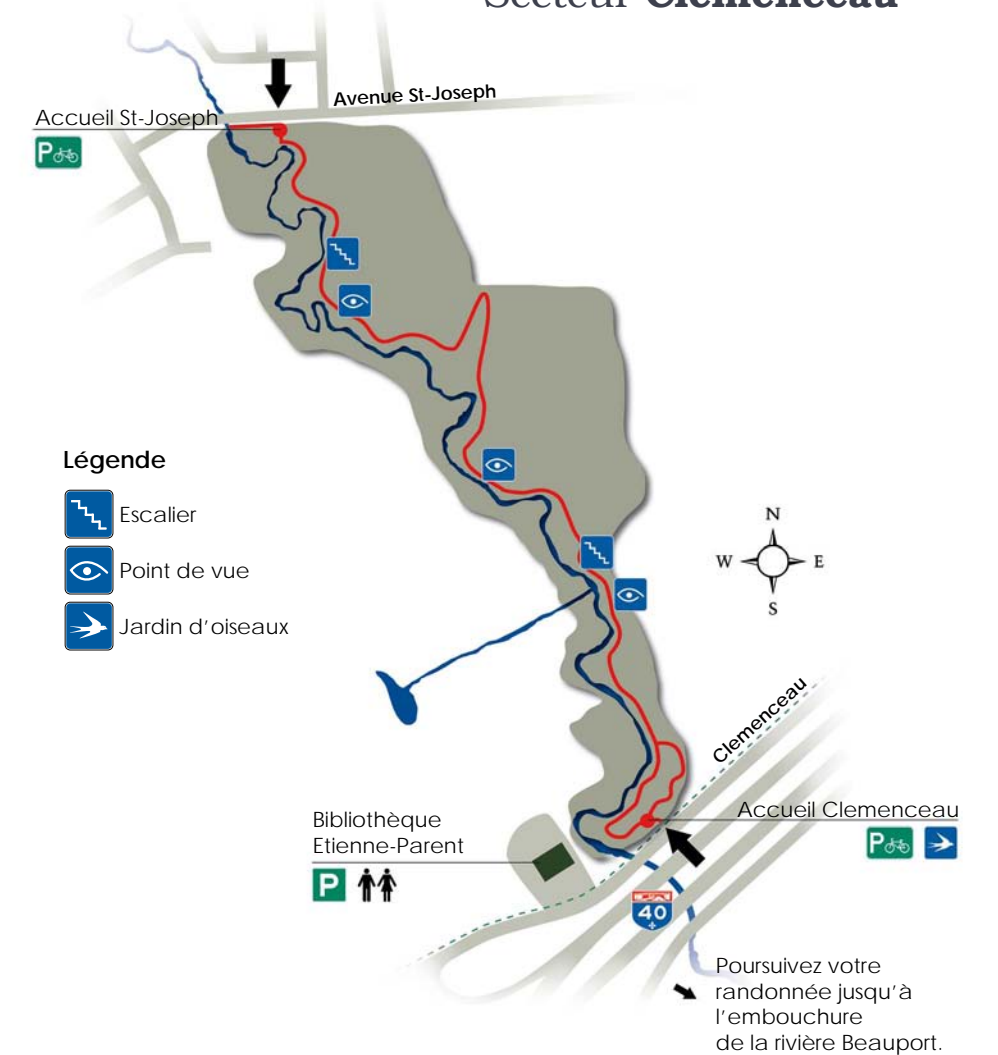 Secteur Clemenceau
Avenue St-Joseph
Accueil St-Joseph
P
Légende
Escalier
Point de vue
Jardin d'oiseaux
N
W E
S
Clemenceau
Accueil Clemenceau
P
Bibliothèque
Etienne-Parent
P
40
Poursuivez votre
randonnée jusqu'à
l'embouchure
de la rivière Beauport.